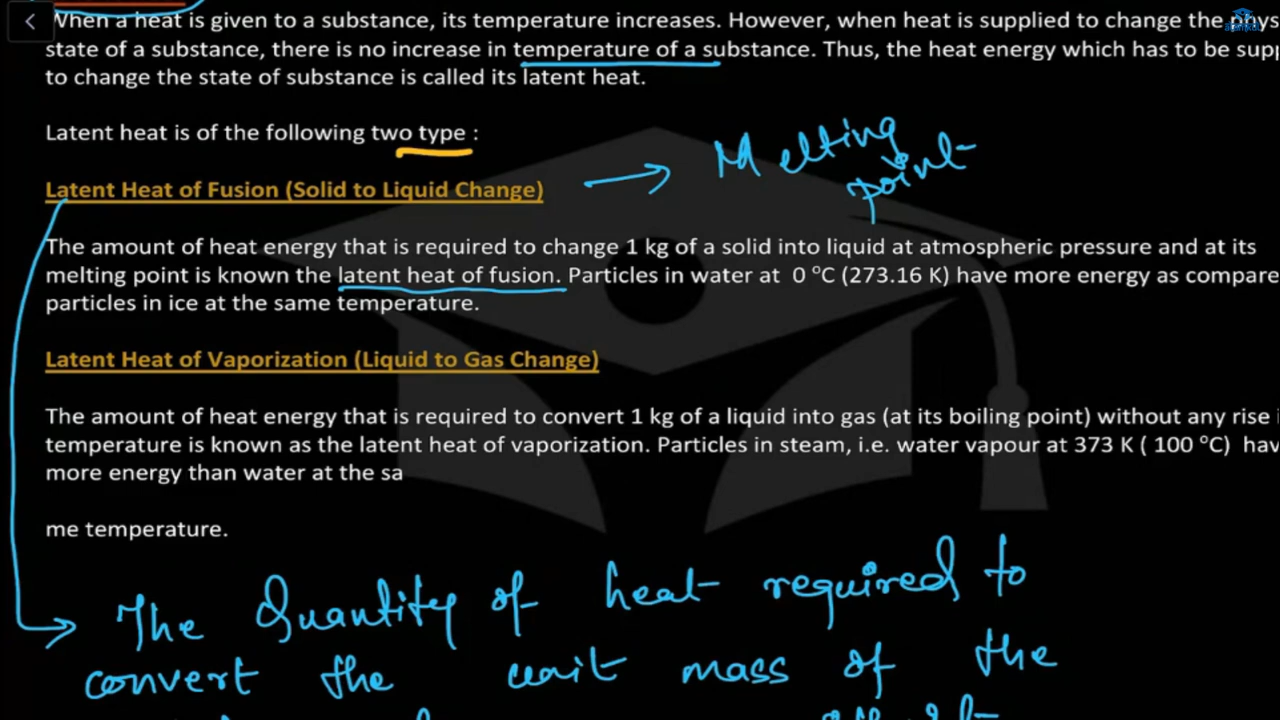 When a heat is given to a substance, its temperature increases. However, when heat is supplied to change the phys
state of a substance, there is no increase in temperature of a substance. Thus, the heat energy which has to be supp
to change the state of substance is called its latent heat.
Latent heat is of the following two type :
Latent Heat of Fusion (Solid to Liquid Change)
Melting
point
The amount of heat energy that is required to change 1 kg of a solid into liquid at atmospheric pressure and at its
melting point is known the latent heat of fusion. Particles in water at 0 °C (273.16 K) have more energy as compare
particles in ice at the same temperature.
Latent Heat of Vaporization (Liquid to Gas Change)
The amount of heat energy that is required to convert 1 kg of a liquid into gas (at its boiling point) without any rise i
temperature is known as the latent heat of vaporization. Particles in steam, i.e. water vapour at 373 K ( 100 °C) hav
more energy than water at the sa
me temperature.
The Quantity of heat required to
convert the unit mass of the